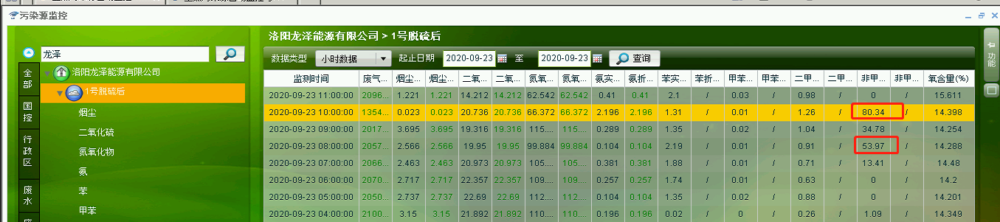 污染源监控
洛阳龙泽能源有限公司 > 1号脱硫后
龙泽
数据类型 小时数据 起止日期 2020-09-23 至 2020-09-23 查询
全部
国控
行政区
废水
功能
洛阳龙泽能源有限公司
1号脱硫后
烟尘
二氧化硫
氮氧化物
氨
苯
甲苯
监测时间 废气... 烟尘... 烟尘... 二氧... 二氧... 氮氧... 氮氧... 氨实... 氨折... 苯实... 苯折... 甲苯... 甲苯... 二甲... 二甲... 非甲... 非甲... 氧含量(%)
2020-09-23 11:00:00 2096... 1.221 1.221 14.212 14.212 62.542 62.542 0.41 0.41 2.1 / 0.03 / 0.98 / 0 / 15.611
2020-09-23 10:00:00 1354... 0.023 0.023 20.736 20.736 66.372 66.372 2.196 2.196 1.31 / 0.01 / 1.26 / 80.34 / 14.398
2020-09-23 09:00:00 2017... 3.695 3.695 19.316 19.316 115.... 115.... 0.289 0.289 1.35 / 0.02 / 1.04 / 34.78 / 14.254
2020-09-23 08:00:00 2057... 2.566 2.566 19.95 19.95 99.884 99.884 0.104 0.104 2.19 / 0.01 / 0.91 / 53.97 / 14.288
2020-09-23 07:00:00 2066... 2.463 2.463 20.973 20.973 105.... 105.... 0.381 0.381 1.88 / 0.01 / 0.71 / 13.41 / 14.48
2020-09-23 06:00:00 2070... 2.717 2.717 22.357 22.357 109.... 109.... 0.257 0.257 1.74 / 0.01 / 0.63 / 0 / 14.2
2020-09-23 05:00:00 2050... 2.737 2.737 22.69 22.69 112.... 112.... 0.104 0.104 1.35 / 0.02 / 0.88 / 0 / 14.201
2020-09-23 04:00:00 2100... 3.15 3.15 21.892 21.892 110.... 110.... 0.196 0.196 0.02 / 0 / 0.26 / 1.09 / 14.349